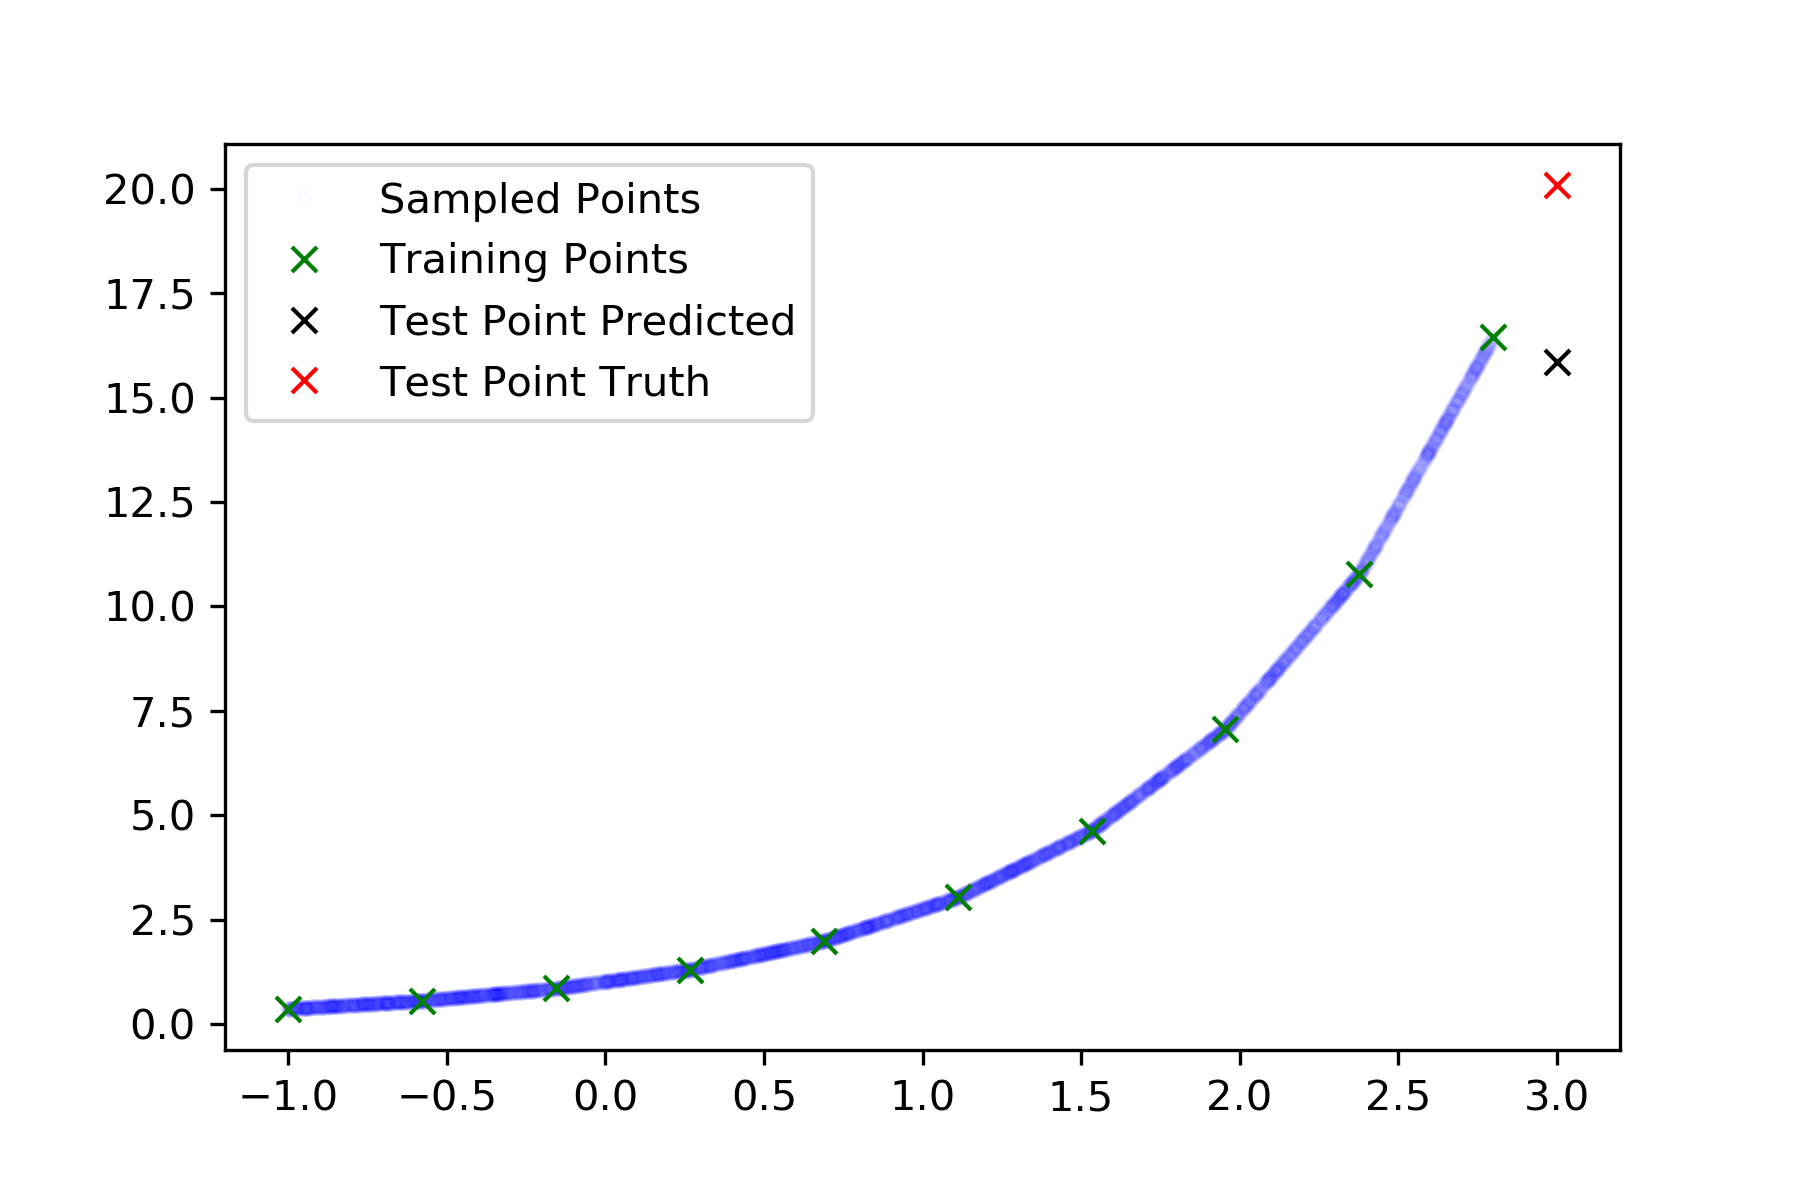 Sampled Points
Training Points
Test Point Predicted
Test Point Truth
20.0
17.5
15.0
12.5
10.0
7.5
5.0
2.5
0.0
−1.0 −0.5 0.0 0.5 1.0 1.5 2.0 2.5 3.0